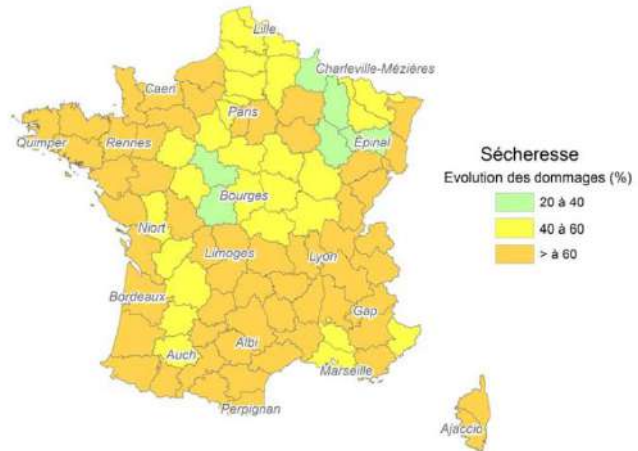 Lille
Charleville-Mézières
Caen
Paris
Quimper
Rennes
Épinal
Bourges
Niort
Limoges
Lyon
Bordeaux
Gap
Auch
Albi
Marseille
Perpignan
Ajaccio
Sécheresse
Evolution des dommages (%)
20 à 40
40 à 60
> à 60